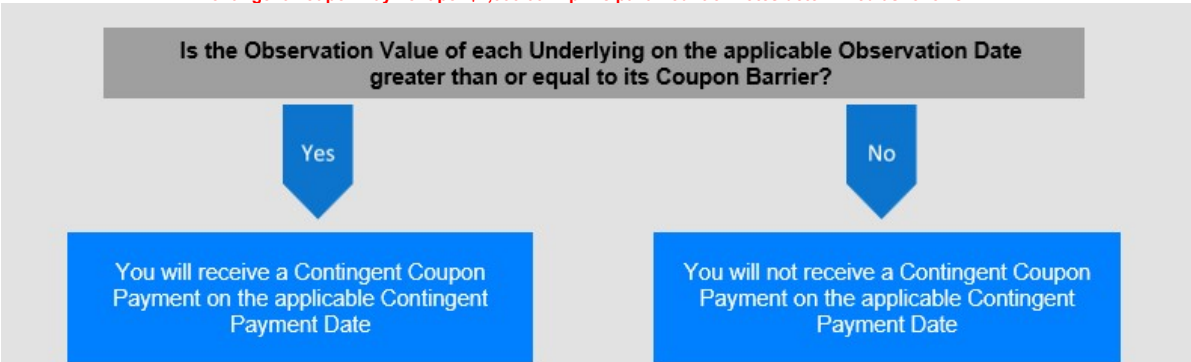 Is the Observation Value of each Underlying on the applicable Observation Date
greater than or equal to its Coupon Barrier?
Yes
No
You will receive a Contingent Coupon
Payment on the applicable Contingent
Payment Date
You will not receive a Contingent Coupon
Payment on the applicable Contingent
Payment Date